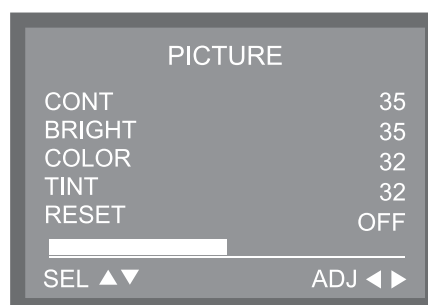 PICTURE
CONT 35
BRIGHT 35
COLOR 32
TINT 32
RESET OFF
SEL ▲▼ ADJ ◀ ▶